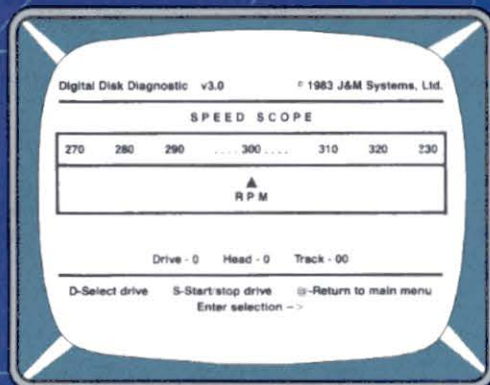 Digital Disk Diagnostic v3.0 © 1983 J&M Systems, Ltd.
SPEED SCOPE
270 280 290 ....300.... 310 320 230
▲
RPM
Drive - 0 Head - 0 Track - 00
D-Select drive S-Start/stop drive @-Return to main menu
Enter selection -->